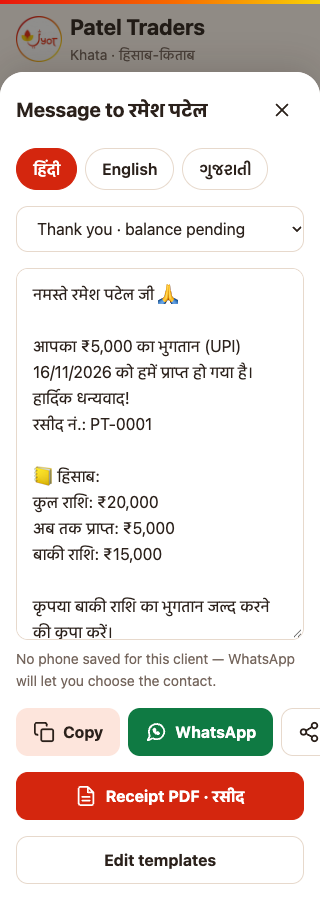 Jyot
Patel Traders
Khata · हिसाब-किताब
Message to रमेश पटेल
हिंदी
English
ગુજરાતી
Thank you · balance pending
नमस्ते रमेश पटेल जी 🙏
आपका ₹5,000 का भुगतान (UPI)
16/11/2026 को हमें प्राप्त हो गया है।
हार्दिक धन्यवाद!
रसीद नं.: PT-0001
📒 हिसाब:
कुल राशि: ₹20,000
अब तक प्राप्त: ₹5,000
बाकी राशि: ₹15,000
कृपया बाकी राशि का भुगतान जल्द करने
की कृपा करें।
No phone saved for this client — WhatsApp
will let you choose the contact.
Copy
WhatsApp
Receipt PDF · रसीद
Edit templates